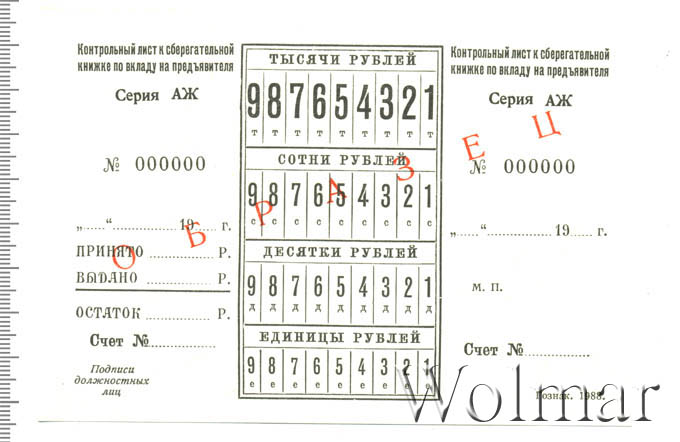 Контрольный лист к сберегательной
книжке по вкладу на предъявителя
Серия АЖ
№ 000000
„......“ .................. 19 ..... г.
ПРИНЯТО ................ Р.
ВЫДАНО ................ Р.
ОСТАТОК ................ Р.
Счет № ................
Подписи
должностных
лиц
ТЫСЯЧИ РУБЛЕЙ
9 8 7 6 5 4 3 2 1
т т т т т т т т т
СОТНИ РУБЛЕЙ
9 8 7 6 5 4 3 2 1
с с с с с с с с с
ДЕСЯТКИ РУБЛЕЙ
9 8 7 6 5 4 3 2 1
д д д д д д д д д
ЕДИНИЦЫ РУБЛЕЙ
9 8 7 6 5 4 3 2 1
е е е е е е е е е
Контрольный лист к сберегательной
книжке по вкладу на предъявителя
Серия АЖ
№ 000000
„......“ .................. 19 ..... г.
м. п.
Счет № ................
Гознак. 1988.
ОБРАЗЕЦ
Wolmar